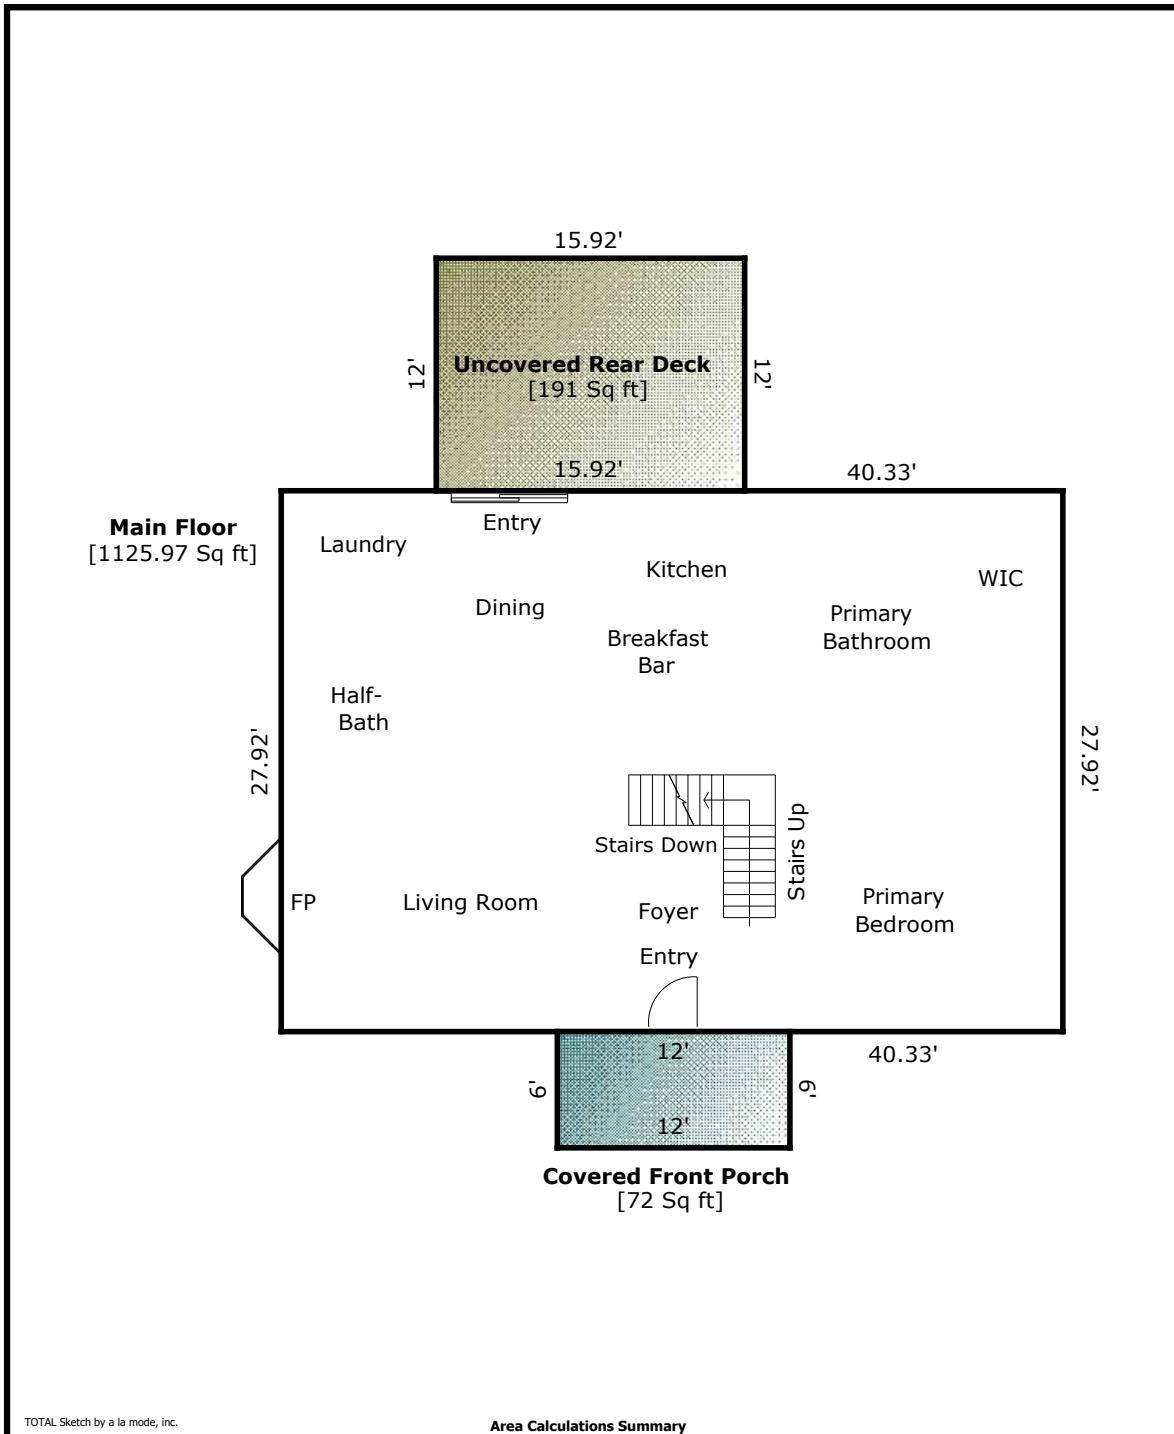 15.92'
12'
Uncovered Rear Deck
12'
[191 Sq ft]
15.92'
40.33'
Main Floor
[1125.97 Sq ft]
Entry
Laundry
Kitchen
WIC
Dining
Primary
Bathroom
Breakfast
Bar
Half-
Bath
27.92'
27.92'
Stairs Down
Stairs Up
FP
Living Room
Foyer
Primary
Bedroom
Entry
12'
40.33'
6'
6'
12'
Covered Front Porch
[72 Sq ft]
TOTAL Sketch by a la mode, inc.
Area Calculations Summary